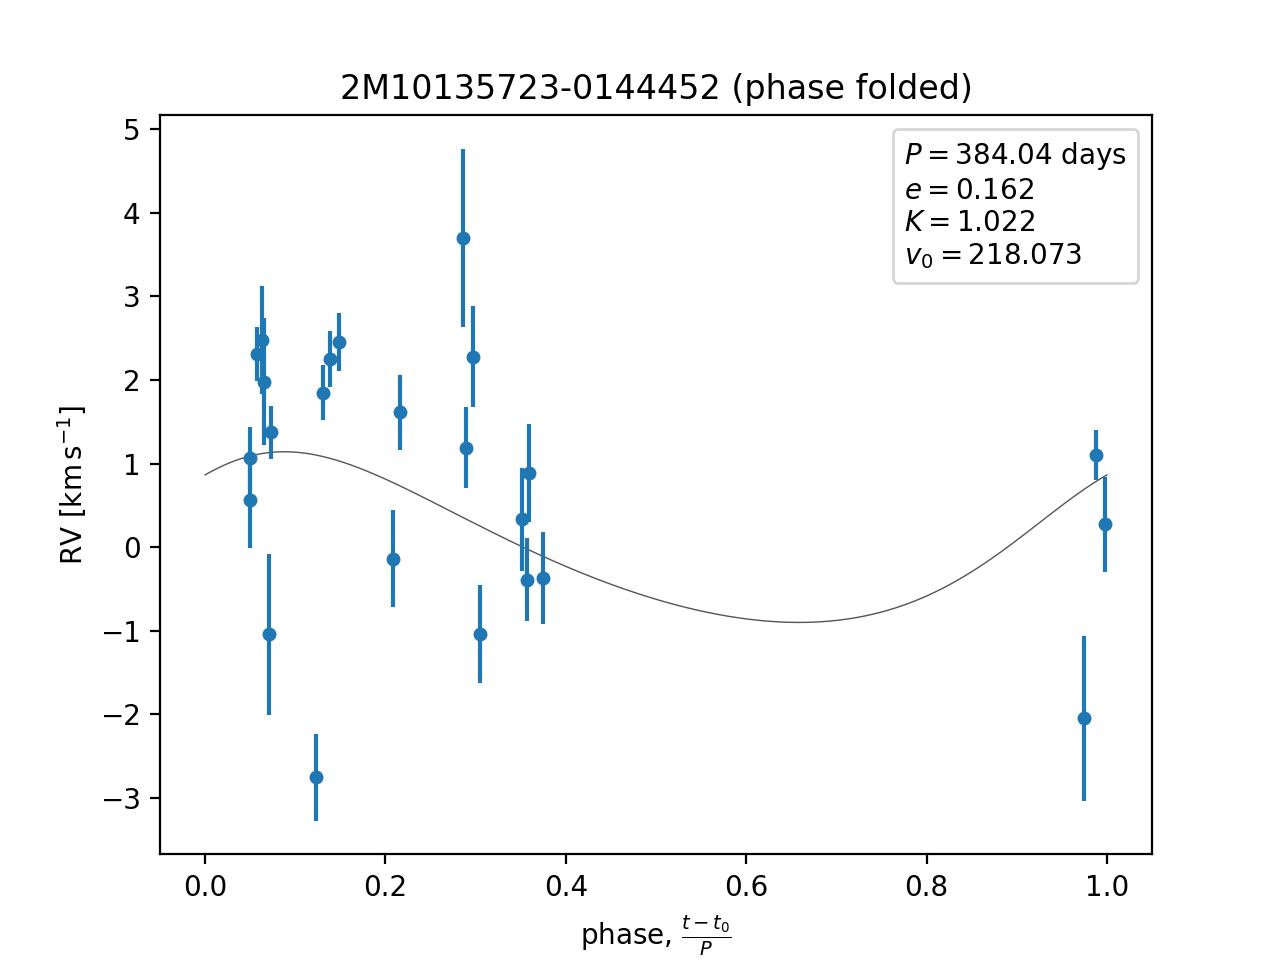 2M10135723-0144452 (phase folded)
P = 384.04 days
e = 0.162
K = 1.022
v₀ = 218.073
RV [km s⁻¹]
5
4
3
2
1
0
−1
−2
−3
0.0 0.2 0.4 0.6 0.8 1.0
phase, (t − t₀)/P